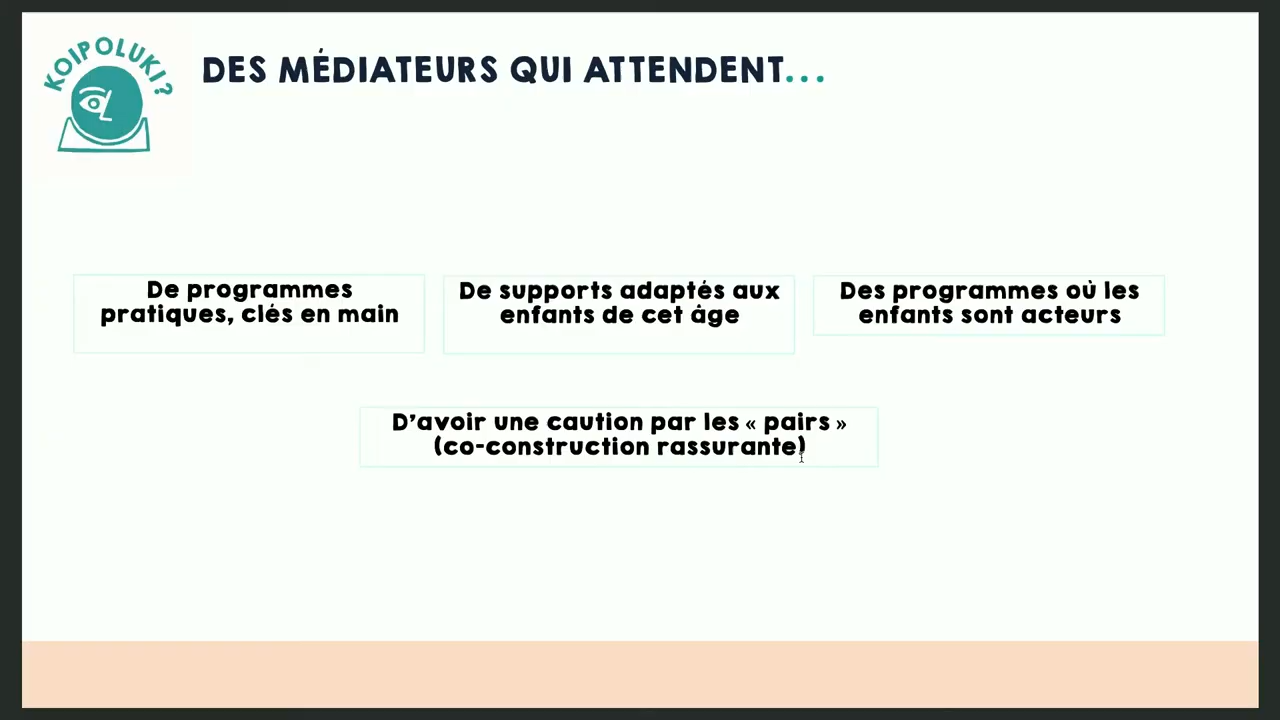 KOIPOLUKI?
DES MÉDIATEURS QUI ATTENDENT...
De programmes
pratiques, clés en main
De supports adaptés aux
enfants de cet âge
Des programmes où les
enfants sont acteurs
D'avoir une caution par les « pairs »
(co-construction rassurante)